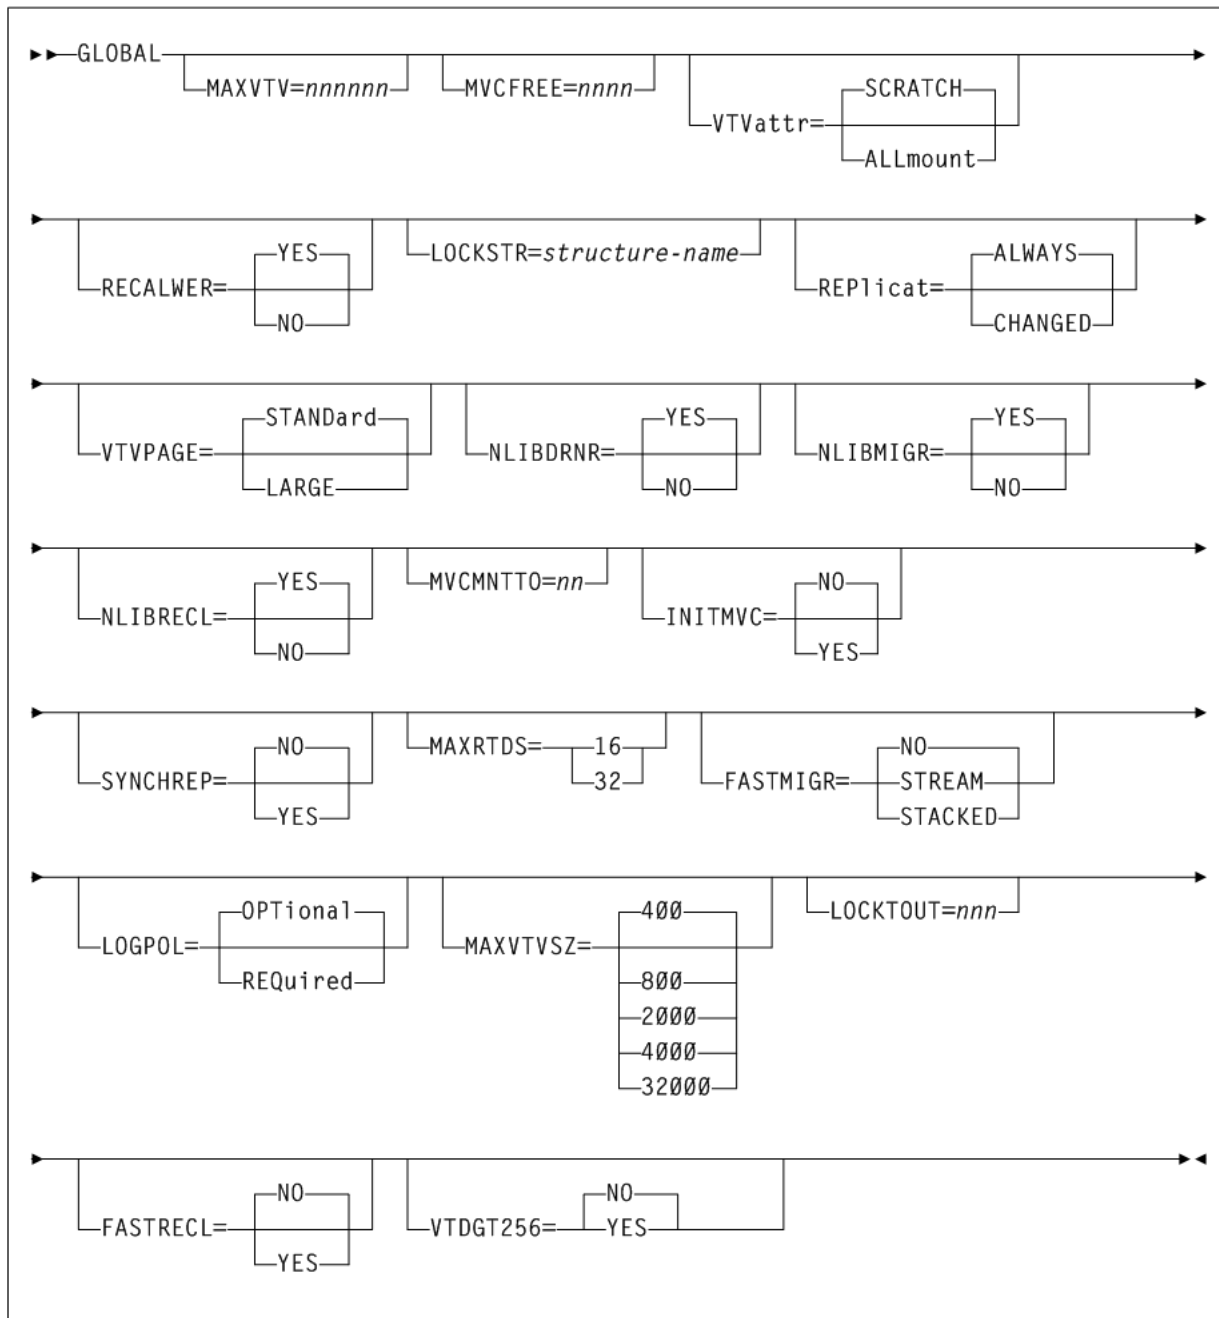 GLOBAL
MAXVTV=nnnnnn
MVCFREE=nnnn
VTVattr=
SCRATCH
ALLmount
RECALWER=
YES
NO
LOCKSTR=structure-name
REPlicat=
ALWAYS
CHANGED
VTVPAGE=
STANDard
LARGE
NLIBDRNR=
YES
NO
NLIBMIGR=
YES
NO
NLIBRECL=
YES
NO
MVCMNTTO=nn
INITMVC=
NO
YES
SYNCHREP=
NO
YES
MAXRTDS=
16
32
FASTMIGR=
NO
STREAM
STACKED
LOGPOL=
OPTional
REQuired
MAXVTVSZ=
400
800
2000
4000
32000
LOCKTOUT=nnn
FASTRECL=
NO
YES
VTDGT256=
NO
YES